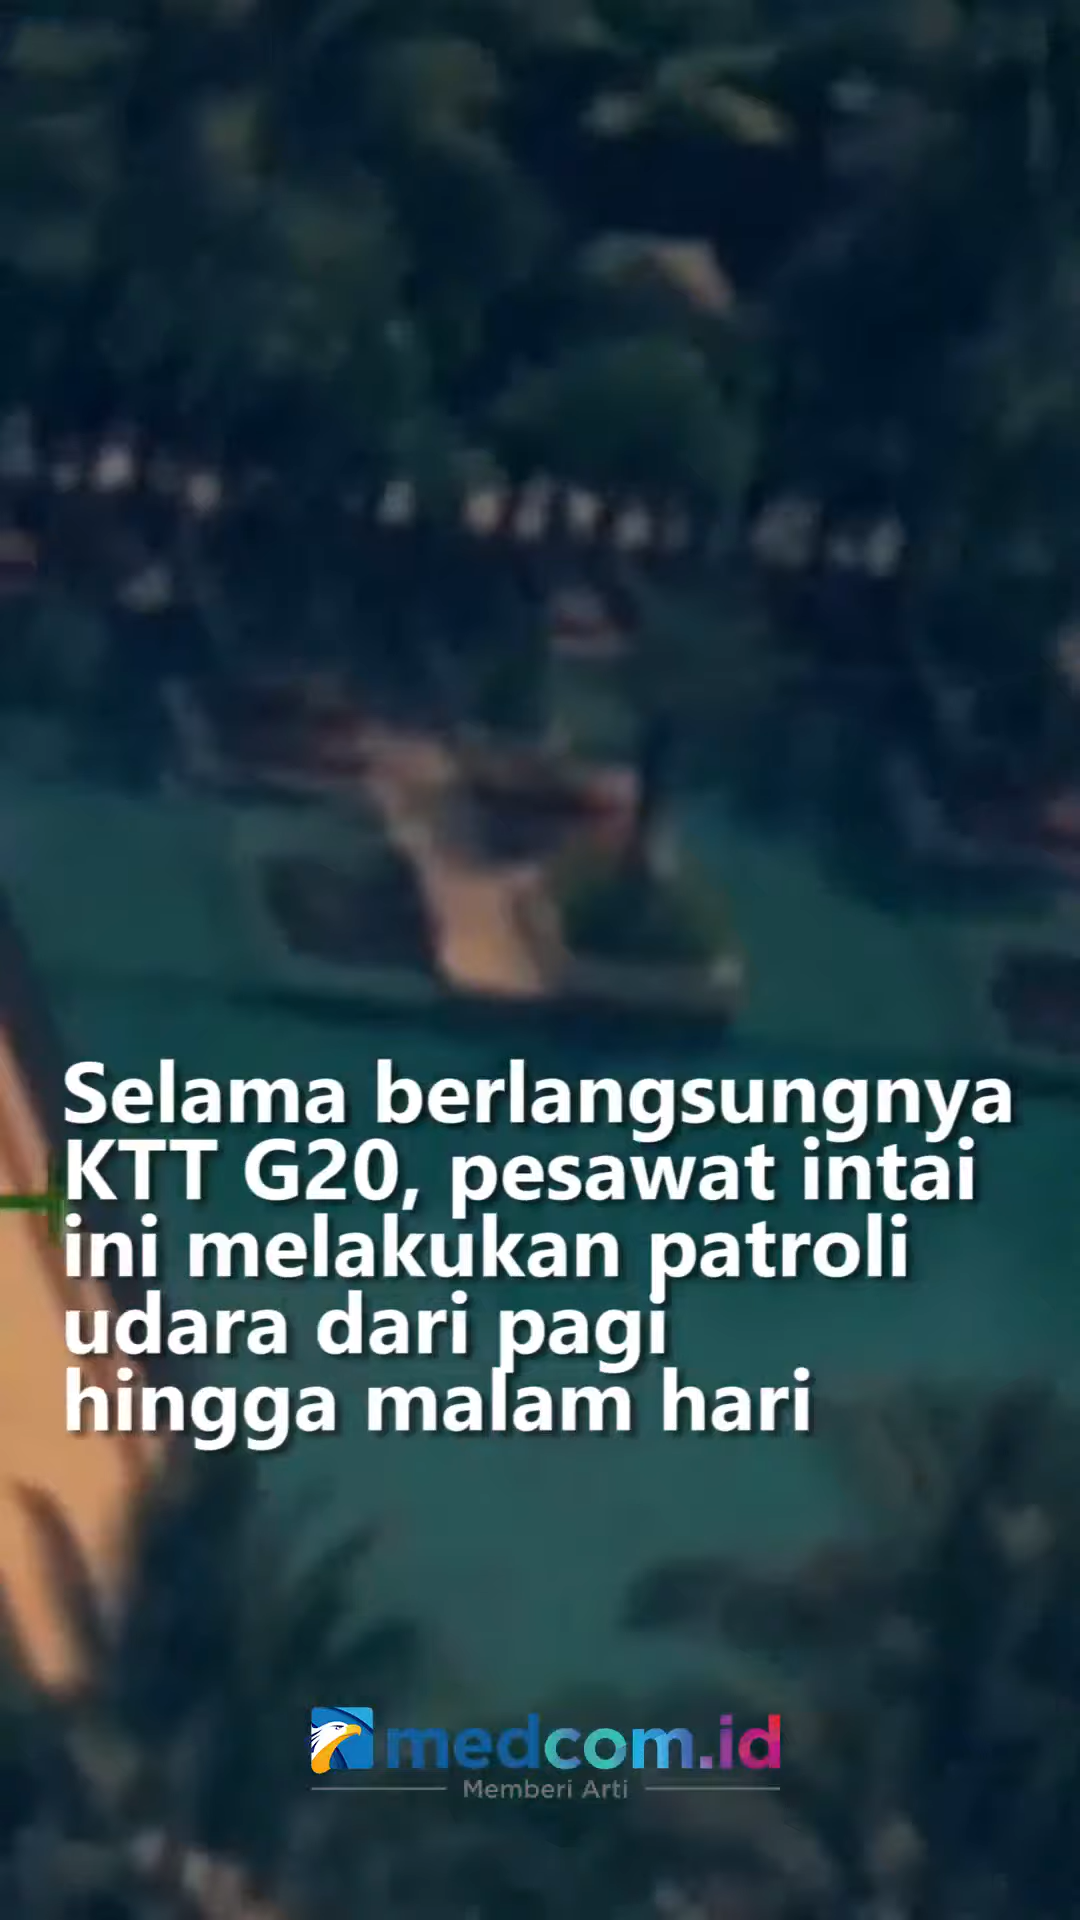 Selama berlangsungnya
KTT G20, pesawat intai
ini melakukan patroli
udara dari pagi
hingga malam hari
medcom.id
Memberi Arti